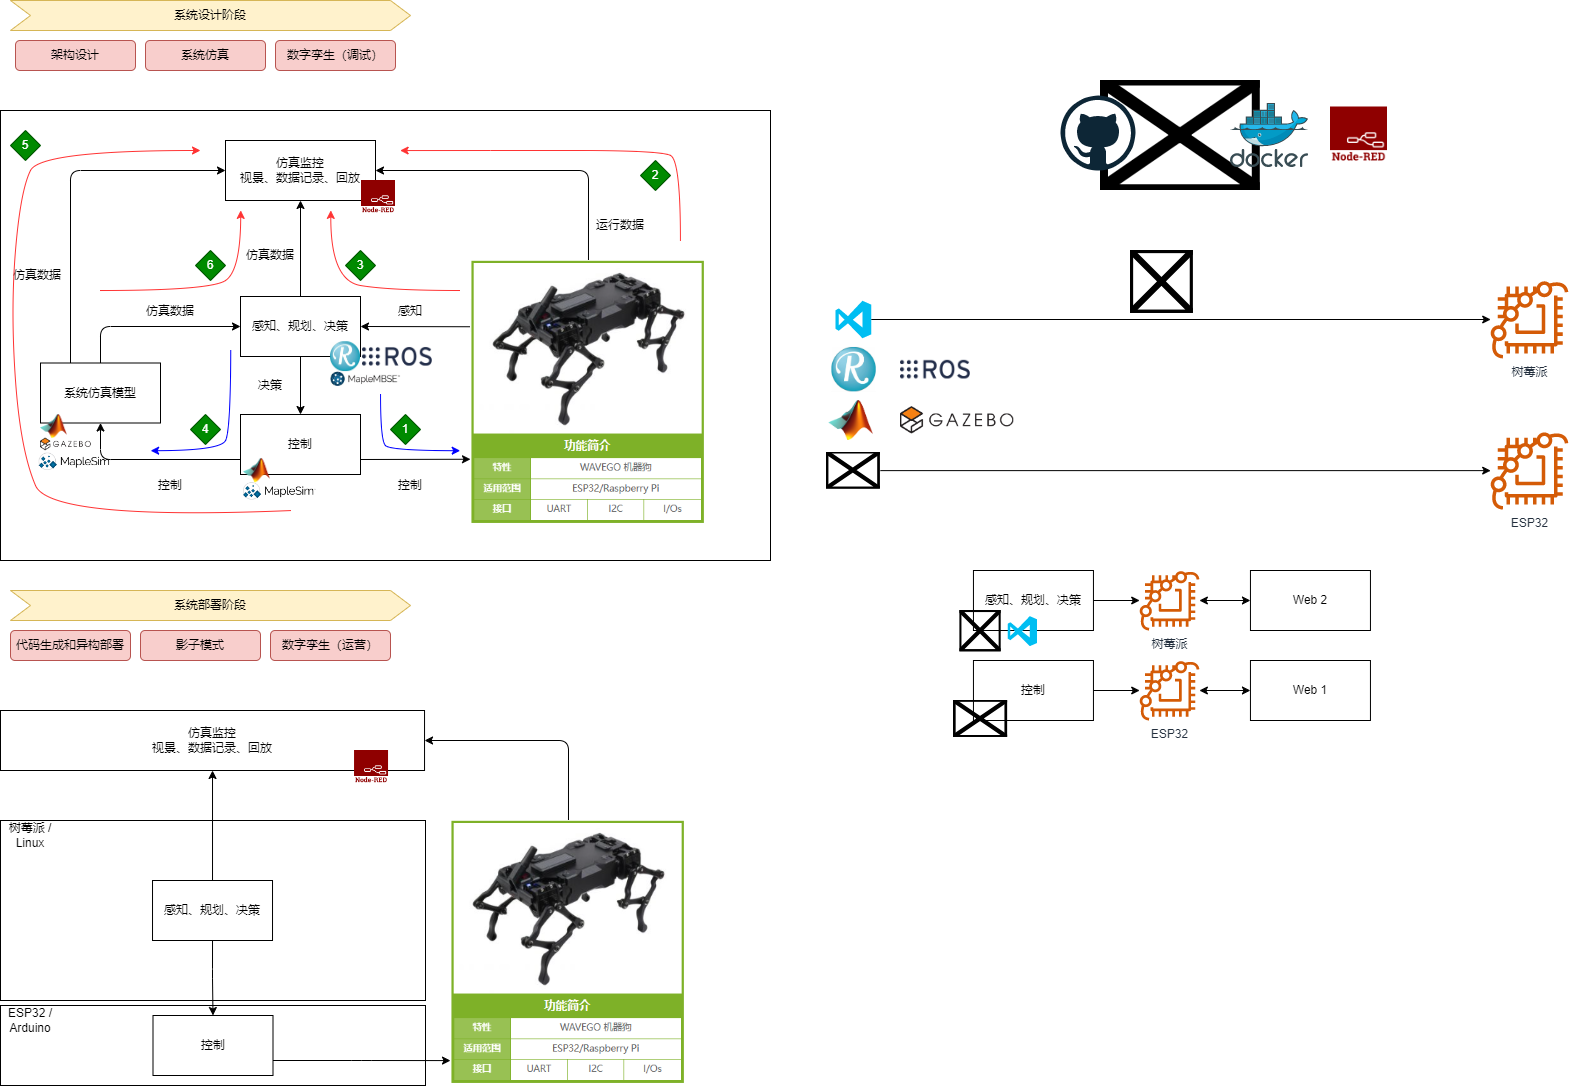 系统设计阶段
架构设计
系统仿真
数字孪生（调试）
5
仿真监控
视景、数据记录、回放
Node-RED
2
运行数据
仿真数据
仿真数据
6
3
仿真数据
感知
感知、规划、决策
R
ROS
MapleMBSE
决策
系统仿真模型
GAZEBO
MapleSim
4
1
控制
MapleSim
控制
控制
功能简介
特性
WAVEGO 机器狗
适用范围
ESP32/Raspberry Pi
接口
UART
I2C
I/Os
系统部署阶段
代码生成和异构部署
影子模式
数字孪生（运营）
仿真监控
视景、数据记录、回放
Node-RED
树莓派 /
Linux
感知、规划、决策
ESP32 /
Arduino
控制
功能简介
特性
WAVEGO 机器狗
适用范围
ESP32/Raspberry Pi
接口
UART
I2C
I/Os
docker
Node-RED
树莓派
R
ROS
GAZEBO
ESP32
感知、规划、决策
树莓派
Web 2
控制
ESP32
Web 1